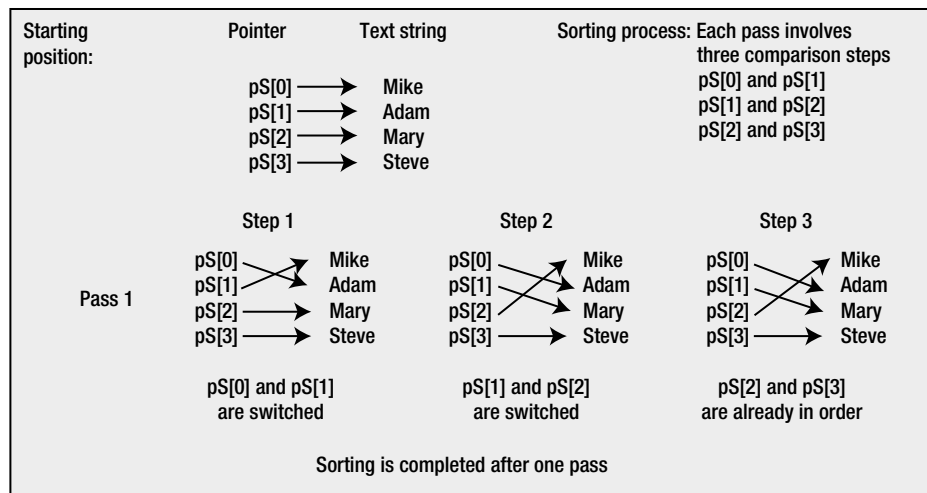 Starting position:
Pointer
Text string
Sorting process: Each pass involves
three comparison steps
pS[0] and pS[1]
pS[1] and pS[2]
pS[2] and pS[3]
pS[0] Mike
pS[1] Adam
pS[2] Mary
pS[3] Steve
Pass 1
Step 1
pS[0] Mike
pS[1] Adam
pS[2] Mary
pS[3] Steve
pS[0] and pS[1]
are switched
Step 2
pS[0] Mike
pS[1] Adam
pS[2] Mary
pS[3] Steve
pS[1] and pS[2]
are switched
Step 3
pS[0] Mike
pS[1] Adam
pS[2] Mary
pS[3] Steve
pS[2] and pS[3]
are already in order
Sorting is completed after one pass